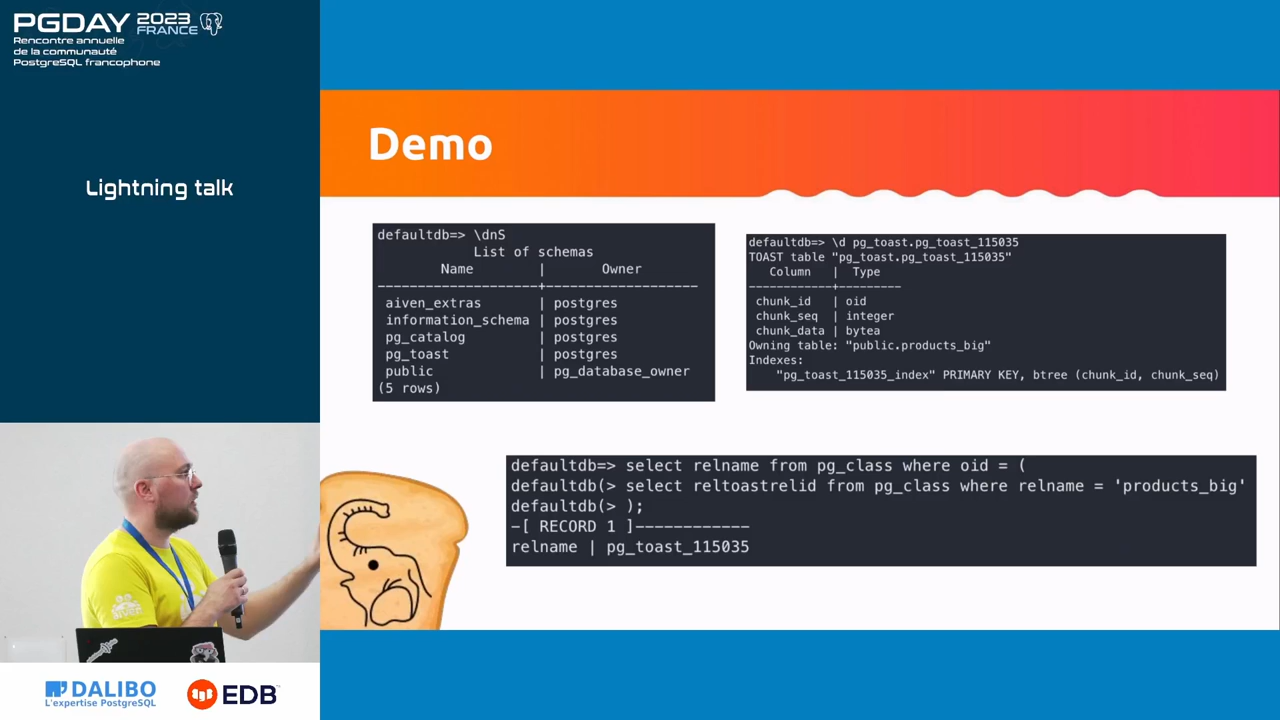 PGDAY 2023 FRANCE
Rencontre annuelle
de la communauté
PostgreSQL francophone
Lightning talk
Demo
defaultdb=> \dnS
List of schemas
Name | Owner
--------------------+-------------------
aiven_extras | postgres
information_schema | postgres
pg_catalog | postgres
pg_toast | postgres
public | pg_database_owner
(5 rows)
defaultdb=> \d pg_toast.pg_toast_115035
TOAST table "pg_toast.pg_toast_115035"
Column | Type
------------+---------
chunk_id | oid
chunk_seq | integer
chunk_data | bytea
Owning table: "public.products_big"
Indexes:
"pg_toast_115035_index" PRIMARY KEY, btree (chunk_id, chunk_seq)
defaultdb=> select relname from pg_class where oid = (
defaultdb(> select reltoastrelid from pg_class where relname = 'products_big'
defaultdb(> );
-[ RECORD 1 ]------------
relname | pg_toast_115035
aiven
DALIBO
L'expertise PostgreSQL
EDB